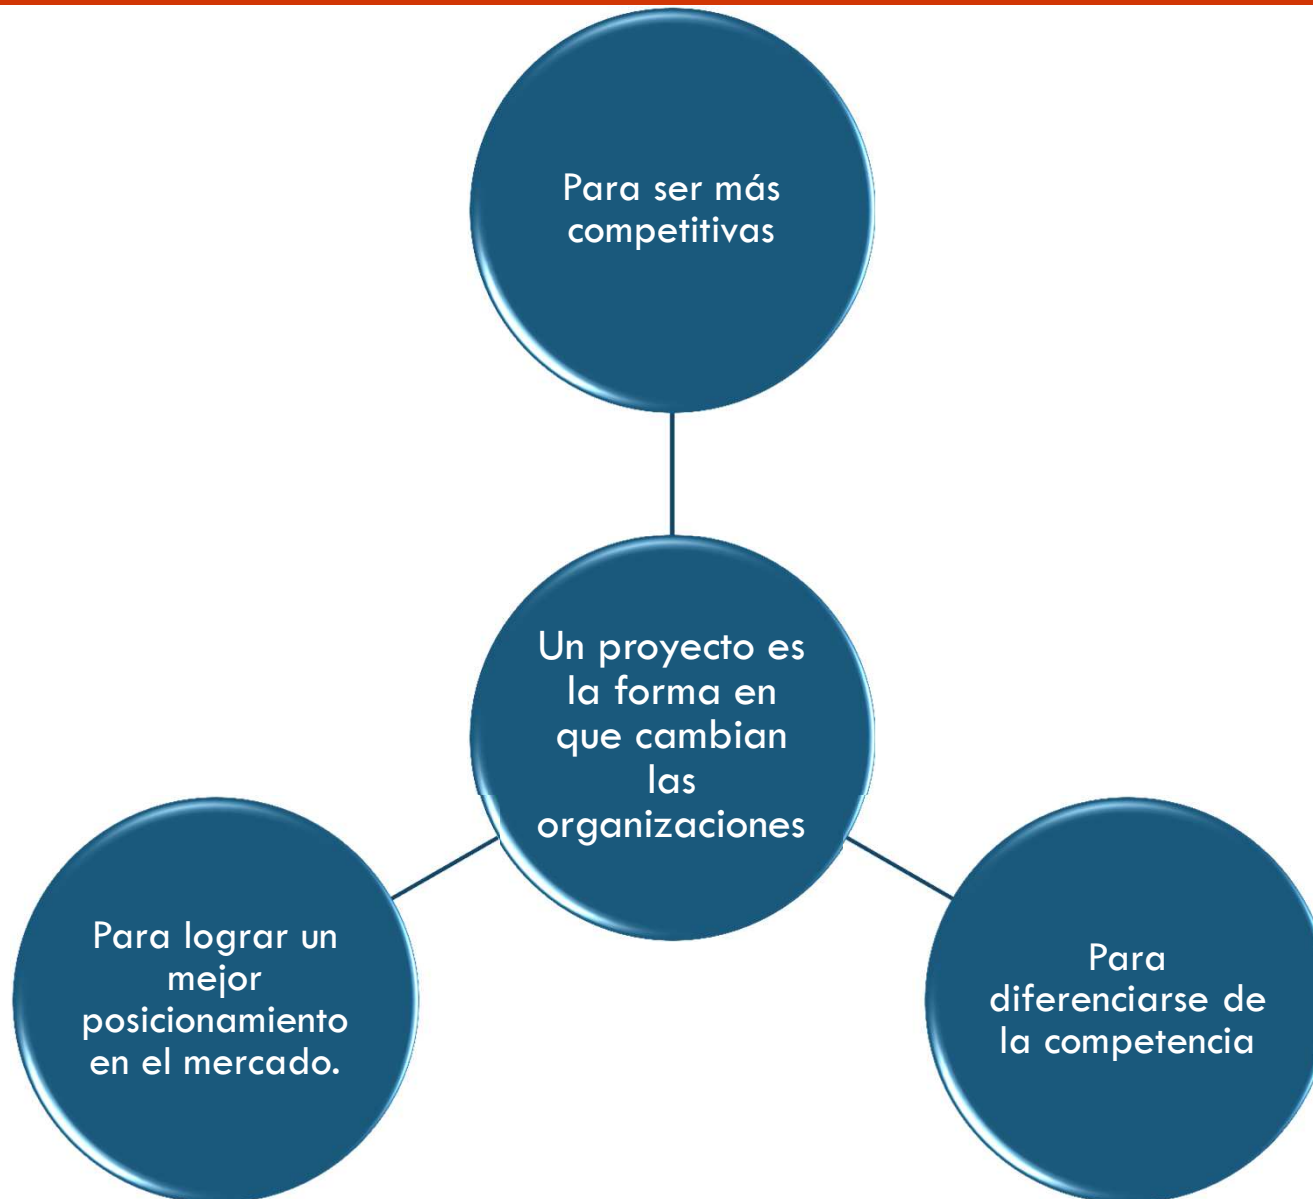 Para ser más
competitivas
Un proyecto es
la forma en
que cambian
las
organizaciones
Para lograr un
mejor
posicionamiento
en el mercado.
Para
diferenciarse de
la competencia